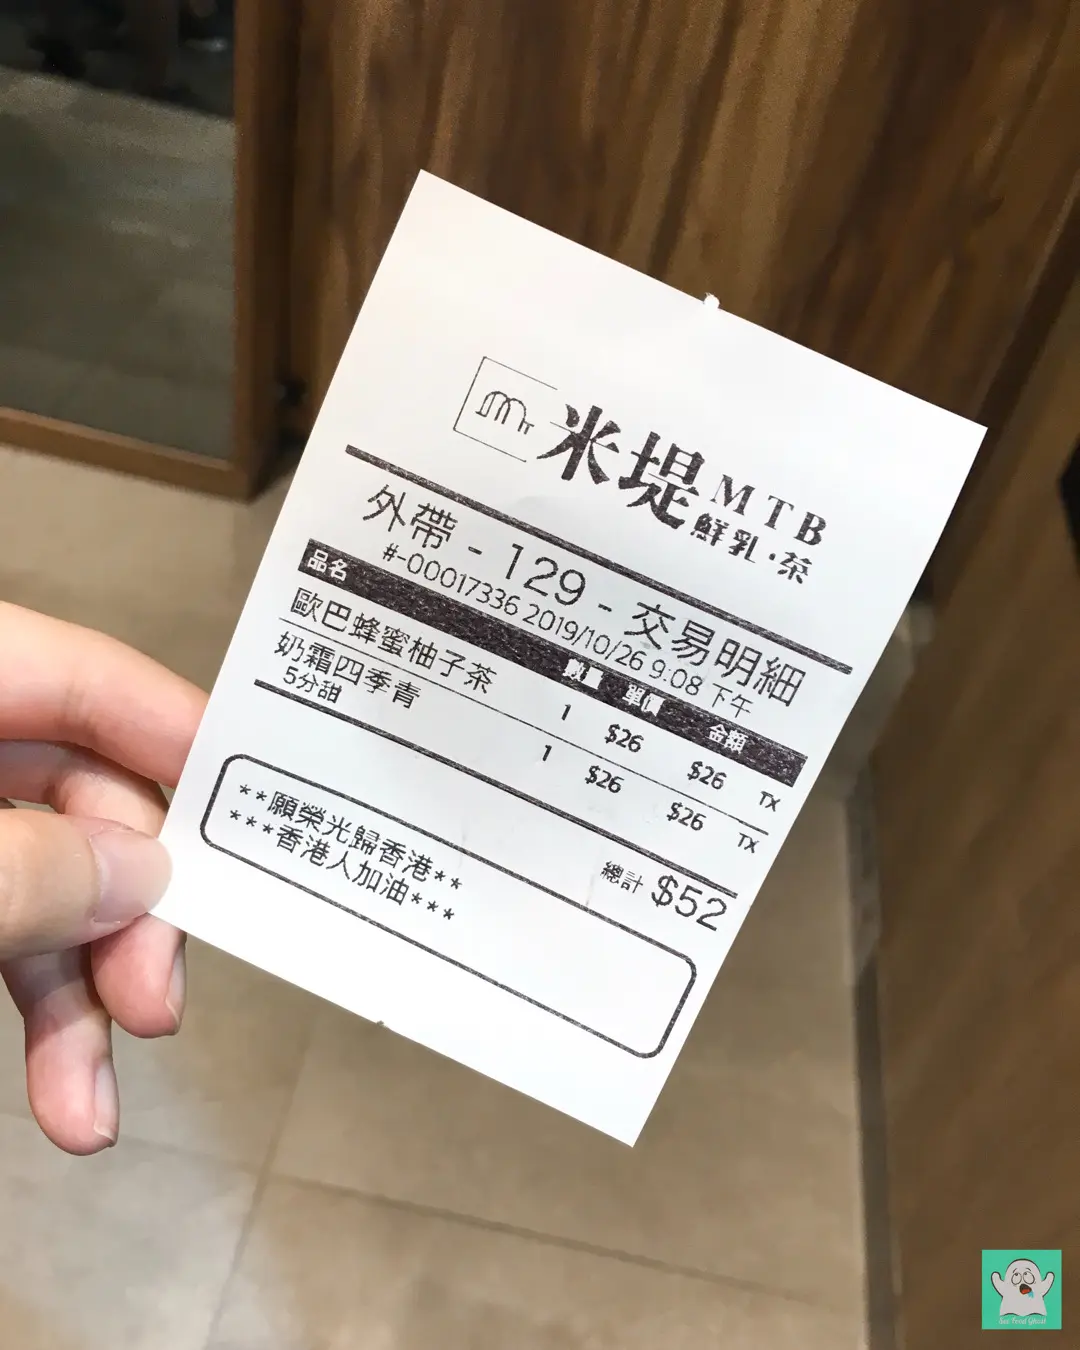 米堤 MTB
鮮乳·茶
外帶 - 129 - 交易明細
#-00017336 2019/10/26 9:08 下午
品名 數量 單價 金額
歐巴蜂蜜柚子茶 1 $26 $26 TX
奶霜四季青 1 $26 $26 TX
5分甜
總計 $52
**願榮光歸香港**
***香港人加油***
See Food Ghost